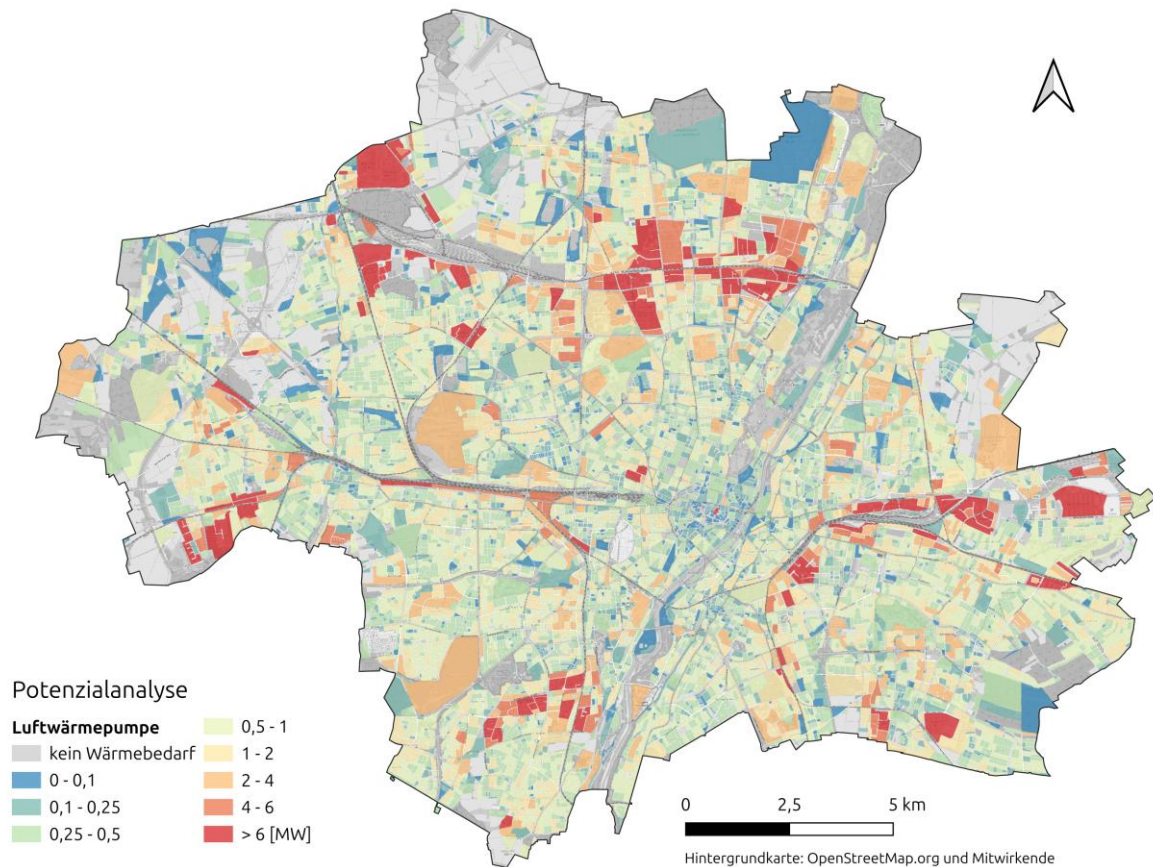 Potenzialanalyse
Luftwärmepumpe
kein Wärmebedarf
0 - 0,1
0,1 - 0,25
0,25 - 0,5
0,5 - 1
1 - 2
2 - 4
4 - 6
> 6 [MW]
0 2,5 5 km
Hintergrundkarte: OpenStreetMap.org und Mitwirkende